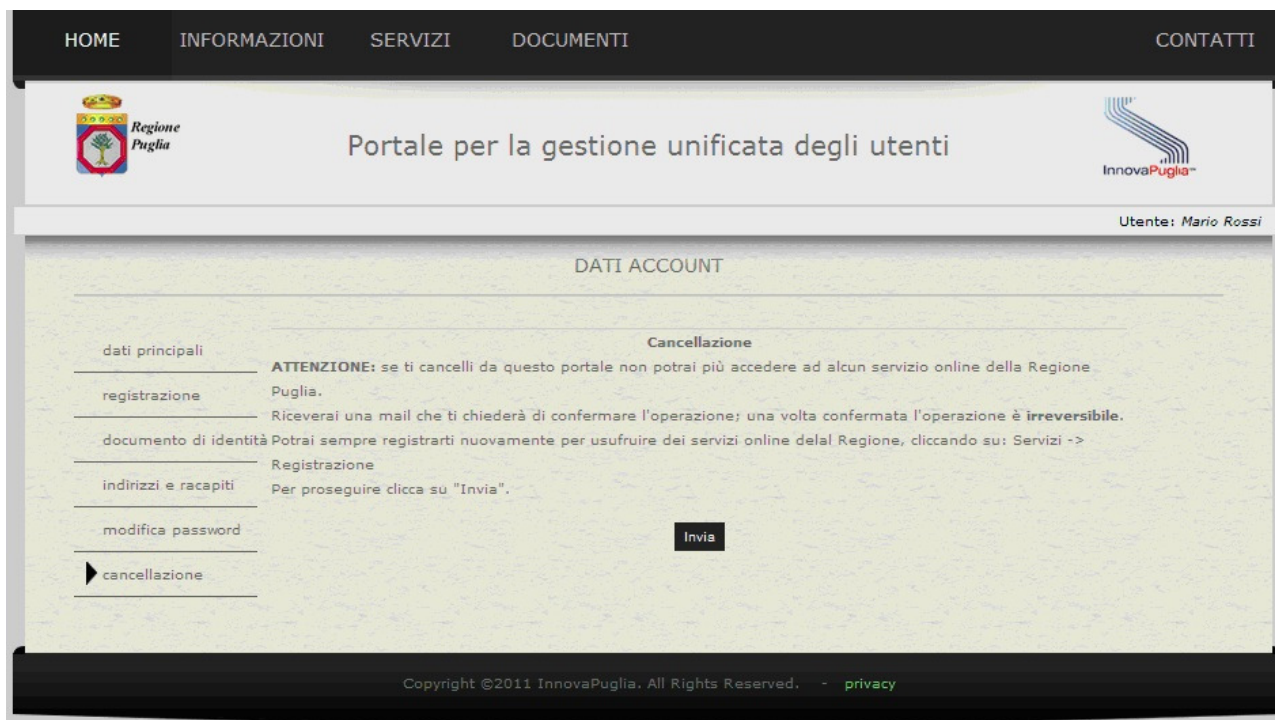 HOME INFORMAZIONI SERVIZI DOCUMENTI CONTATTI
Regione
Puglia
Portale per la gestione unificata degli utenti
InnovaPuglia
Utente: Mario Rossi
DATI ACCOUNT
dati principali
registrazione
documento di identità
indirizzi e racapiti
modifica password
cancellazione
Cancellazione
ATTENZIONE: se ti cancelli da questo portale non potrai più accedere ad alcun servizio online della Regione
Puglia.
Riceverai una mail che ti chiederà di confermare l'operazione; una volta confermata l'operazione è irreversibile.
Potrai sempre registrarti nuovamente per usufruire dei servizi online delal Regione, cliccando su: Servizi ->
Registrazione
Per proseguire clicca su "Invia".
Invia
Copyright ©2011 InnovaPuglia. All Rights Reserved. - privacy